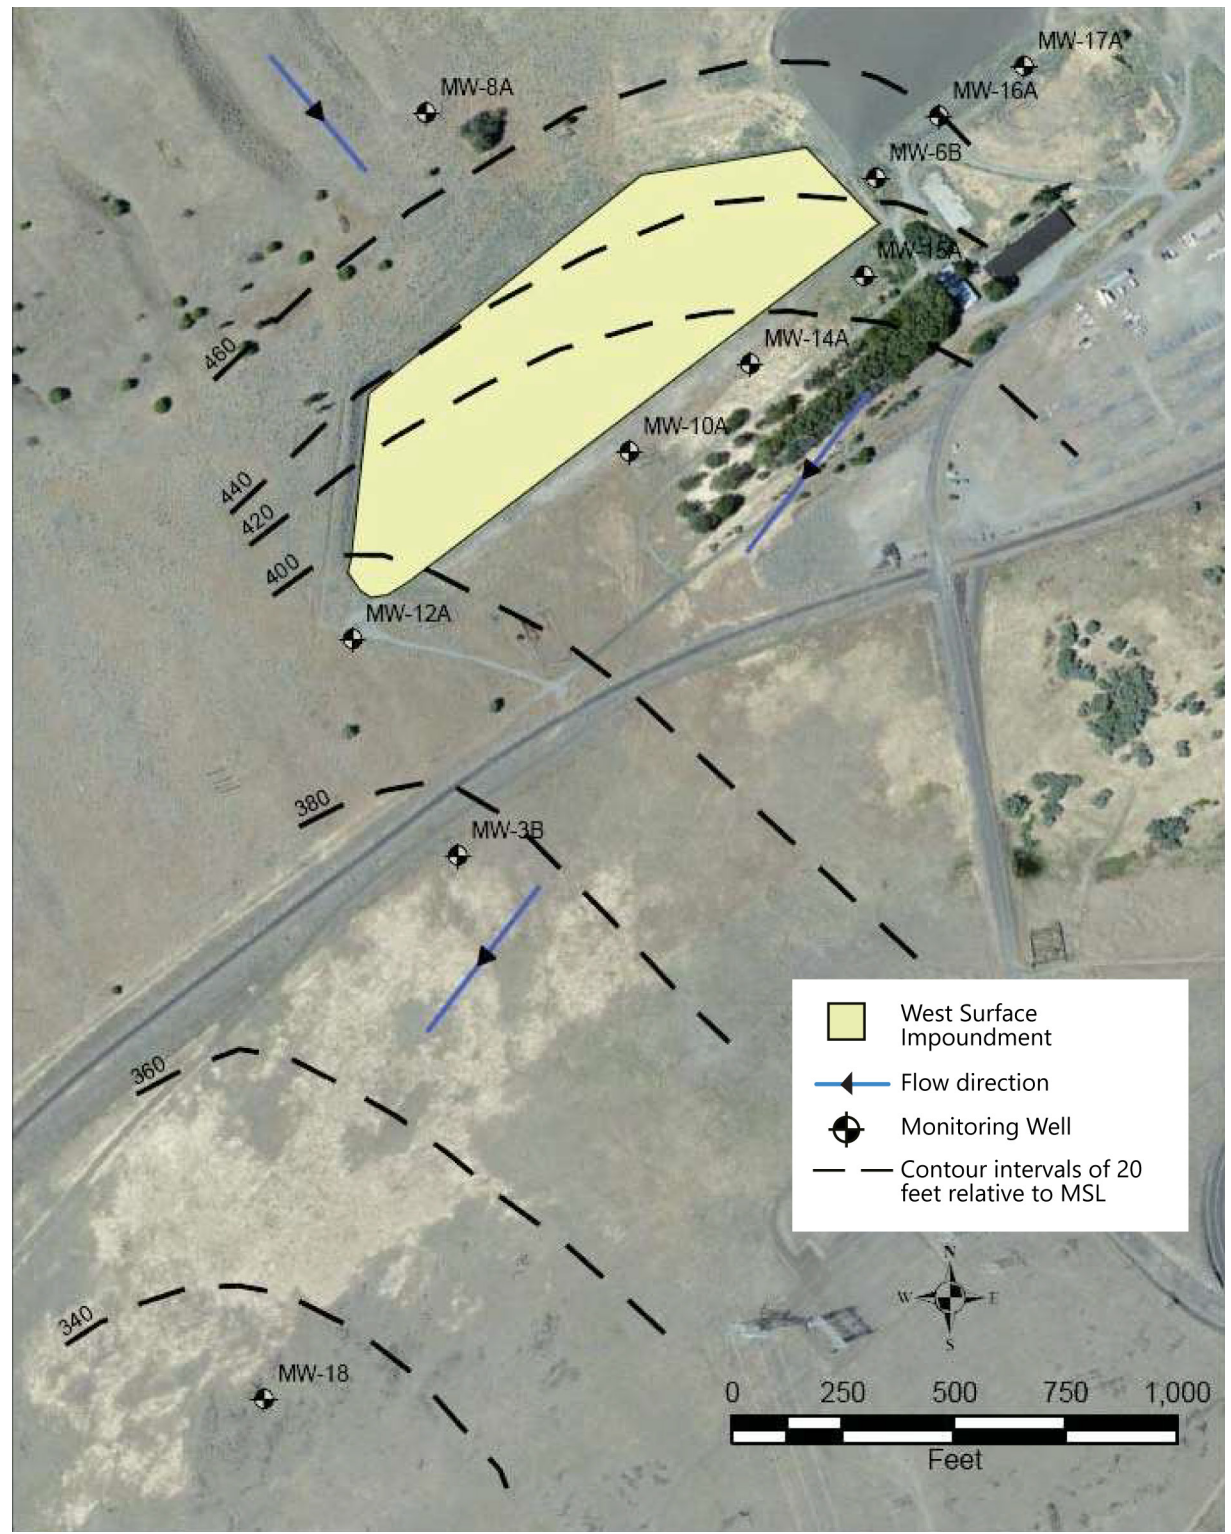 MW-17A
MW-8A
MW-16A
MW-6B
MW-15A
MW-14A
460
MW-10A
440
420
400
MW-12A
380
MW-3B
West Surface
Impoundment
Flow direction
360
Monitoring Well
Contour intervals of 20
feet relative to MSL
N
W E
S
340
MW-18
0 250 500 750 1,000
Feet